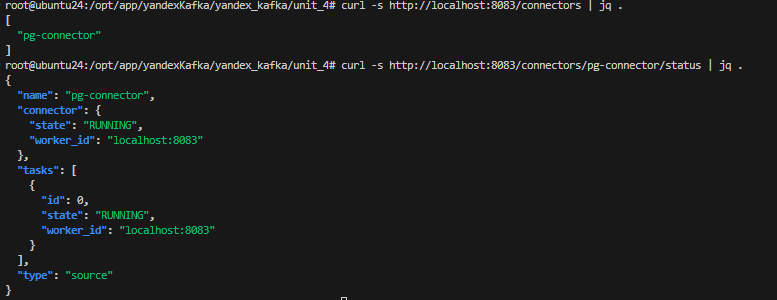 root@ubuntu24:/opt/app/yandexKafka/yandex_kafka/unit_4# curl -s http://localhost:8083/connectors | jq .
[
  "pg-connector"
]
root@ubuntu24:/opt/app/yandexKafka/yandex_kafka/unit_4# curl -s http://localhost:8083/connectors/pg-connector/status | jq .
{
  "name": "pg-connector",
  "connector": {
    "state": "RUNNING",
    "worker_id": "localhost:8083"
  },
  "tasks": [
    {
      "id": 0,
      "state": "RUNNING",
      "worker_id": "localhost:8083"
    }
  ],
  "type": "source"
}